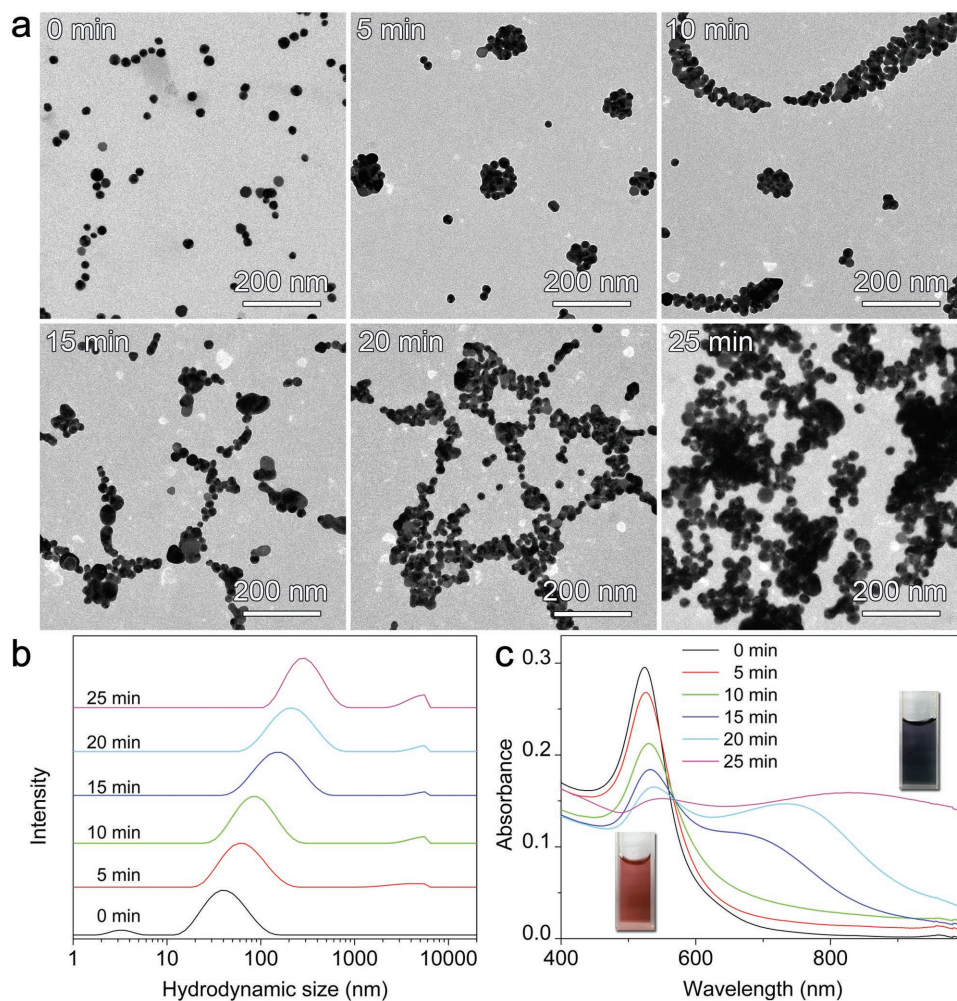 a
0 min
5 min
10 min
200 nm
200 nm
200 nm
15 min
20 min
25 min
200 nm
200 nm
200 nm
b
25 min
20 min
15 min
10 min
5 min
0 min
Intensity
1
10
100
1000
10000
Hydrodynamic size (nm)
c
0.3
0.2
0.1
0.0
Absorbance
0 min
5 min
10 min
15 min
20 min
25 min
400
600
800
Wavelength (nm)